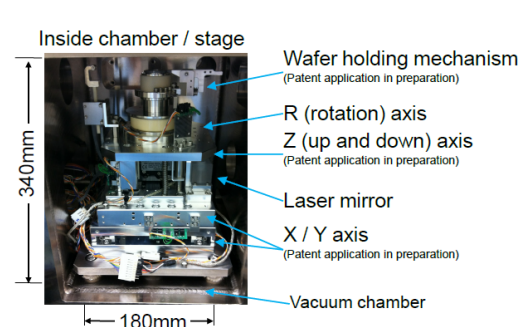 Inside chamber / stage
Wafer holding mechanism
(Patent application in preparation)
R (rotation) axis
Z (up and down) axis
(Patent application in preparation)
Laser mirror
X / Y axis
(Patent application in preparation)
Vacuum chamber
340mm
180mm